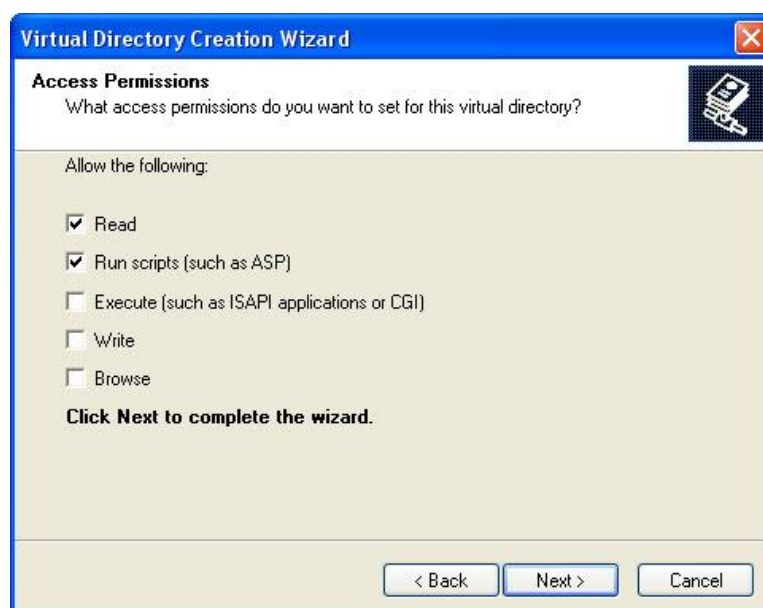 Virtual Directory Creation Wizard
Access Permissions
What access permissions do you want to set for this virtual directory?
Allow the following:
Read
Run scripts (such as ASP)
Execute (such as ISAPI applications or CGI)
Write
Browse
Click Next to complete the wizard.
< Back Next > Cancel